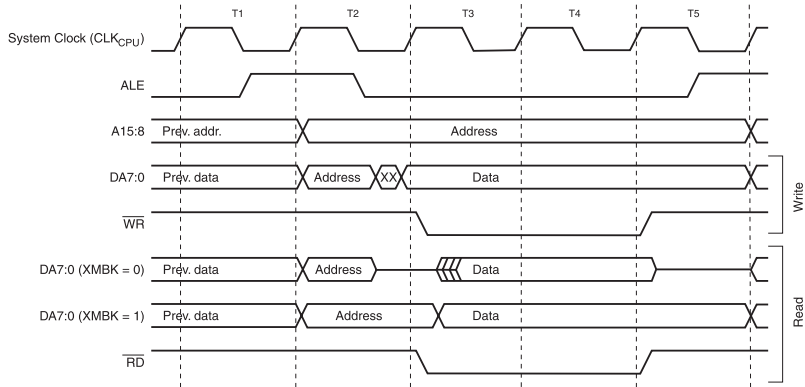 T1 T2 T3 T4 T5
System Clock (CLKCPU)
ALE
A15:8 Prev. addr. Address
DA7:0 Prev. data Address XX Data
WR
Write
DA7:0 (XMBK = 0) Prev. data Address Data
DA7:0 (XMBK = 1) Prev. data Address Data
RD
Read